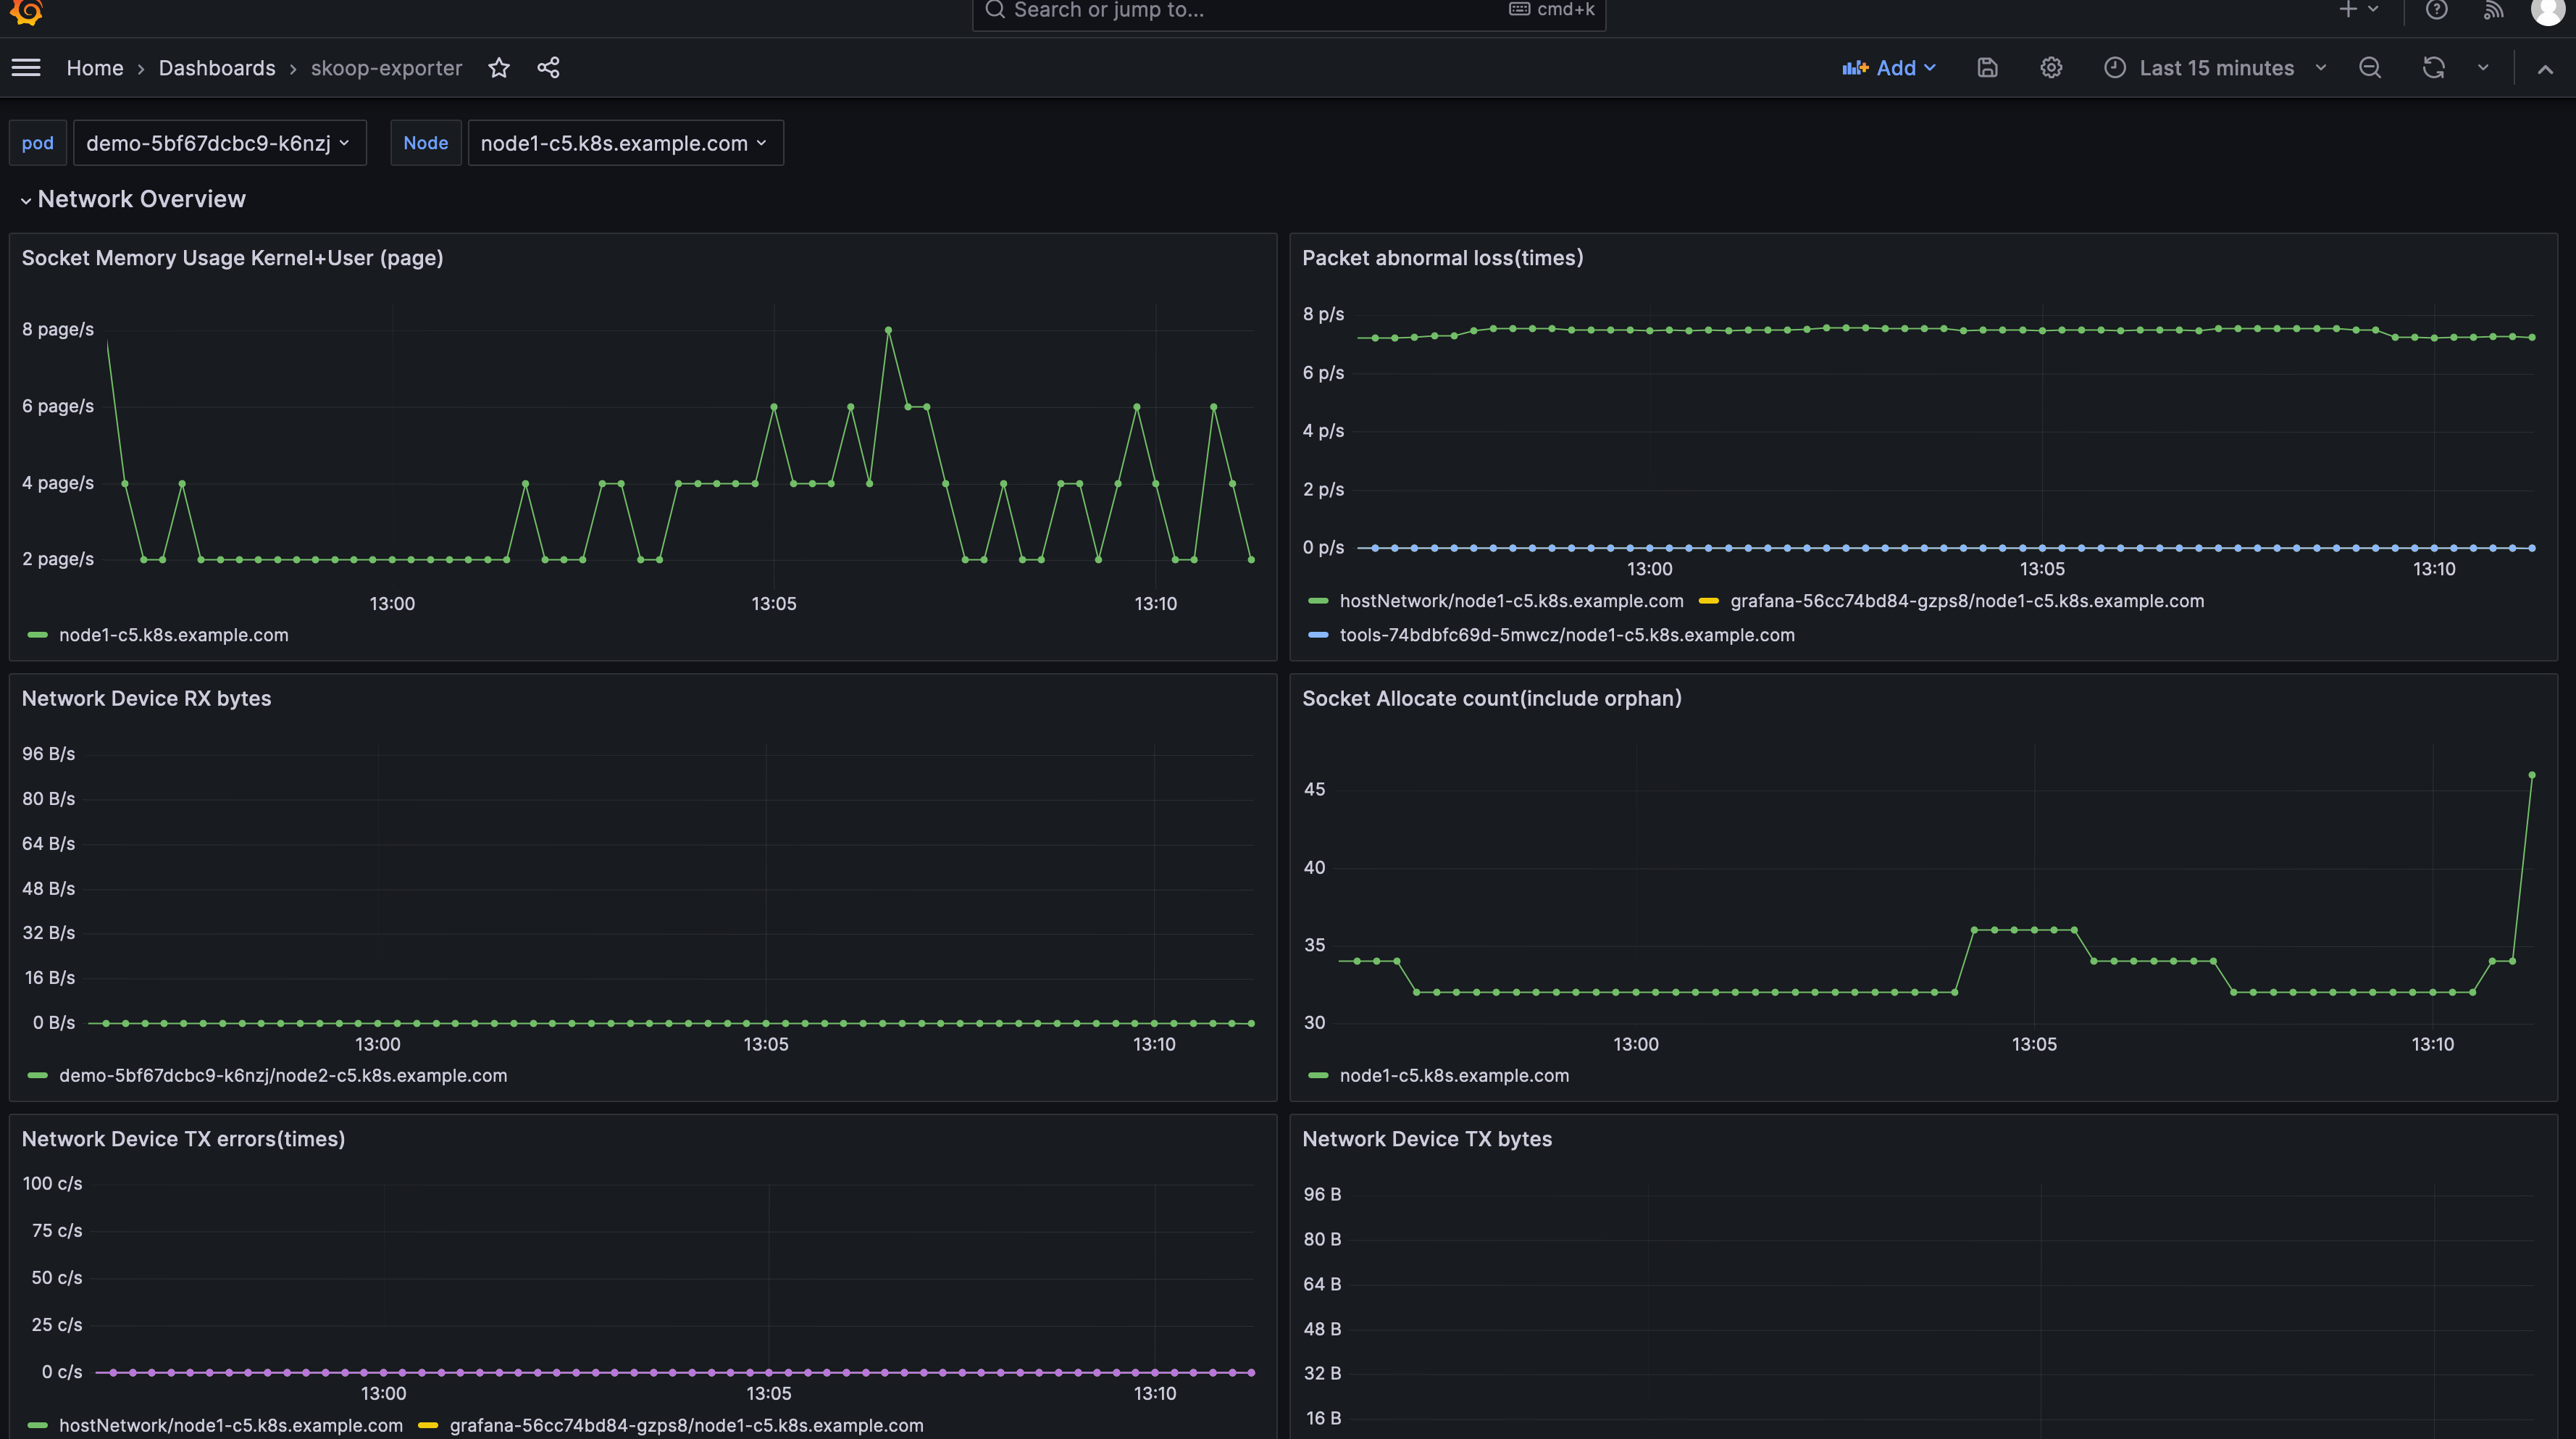 Search or jump to... cmd+k
Home › Dashboards › skoop-exporter Add Last 15 minutes
pod demo-5bf67dcbc9-k6nzj Node node1-c5.k8s.example.com
Network Overview
Socket Memory Usage Kernel+User (page)
8 page/s
6 page/s
4 page/s
2 page/s
13:00 13:05 13:10
node1-c5.k8s.example.com
Packet abnormal loss(times)
8 p/s
6 p/s
4 p/s
2 p/s
0 p/s
13:00 13:05 13:10
hostNetwork/node1-c5.k8s.example.com grafana-56cc74bd84-gzps8/node1-c5.k8s.example.com
tools-74bdbfc69d-5mwcz/node1-c5.k8s.example.com
Network Device RX bytes
96 B/s
80 B/s
64 B/s
48 B/s
32 B/s
16 B/s
0 B/s
13:00 13:05 13:10
demo-5bf67dcbc9-k6nzj/node2-c5.k8s.example.com
Socket Allocate count(include orphan)
45
40
35
30
13:00 13:05 13:10
node1-c5.k8s.example.com
Network Device TX errors(times)
100 c/s
75 c/s
50 c/s
25 c/s
0 c/s
13:00 13:05 13:10
hostNetwork/node1-c5.k8s.example.com grafana-56cc74bd84-gzps8/node1-c5.k8s.example.com
Network Device TX bytes
96 B
80 B
64 B
48 B
32 B
16 B